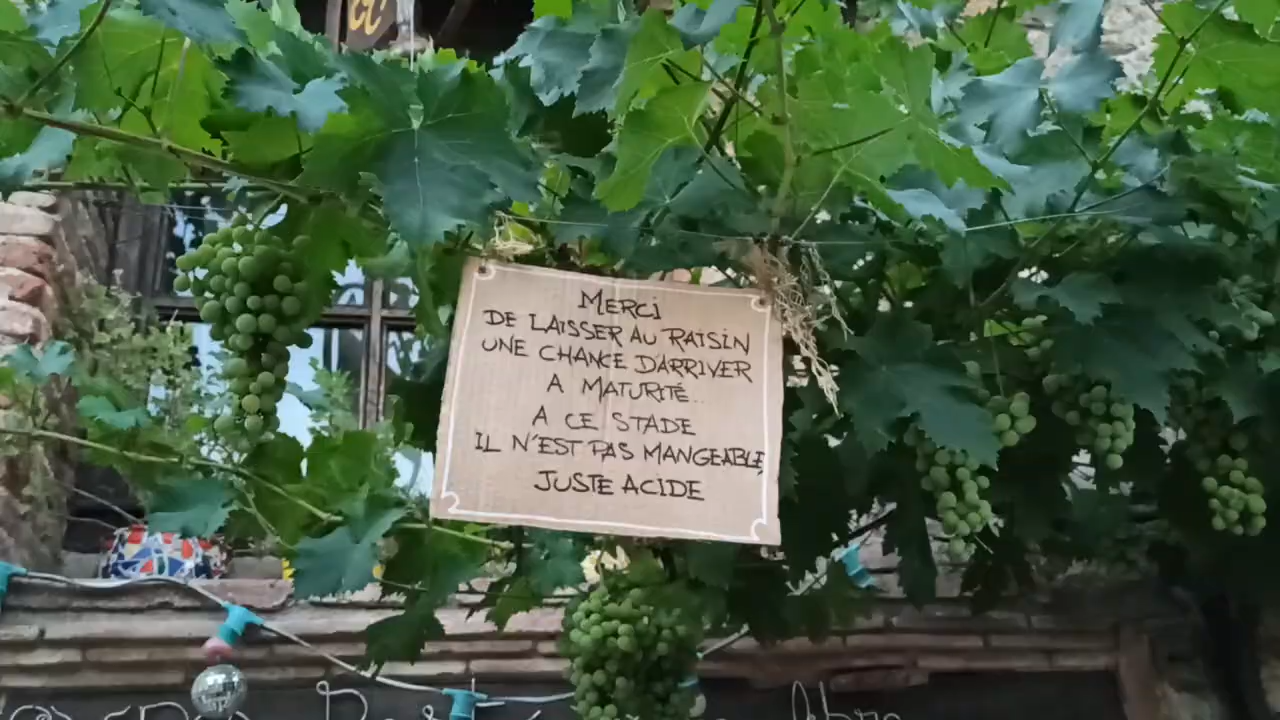 MERCI
DE LAISSER AU RAISIN
UNE CHANCE D'ARRIVER
A MATURITÉ...
A CE STADE
IL N'EST PAS MANGEABLE,
JUSTE ACIDE